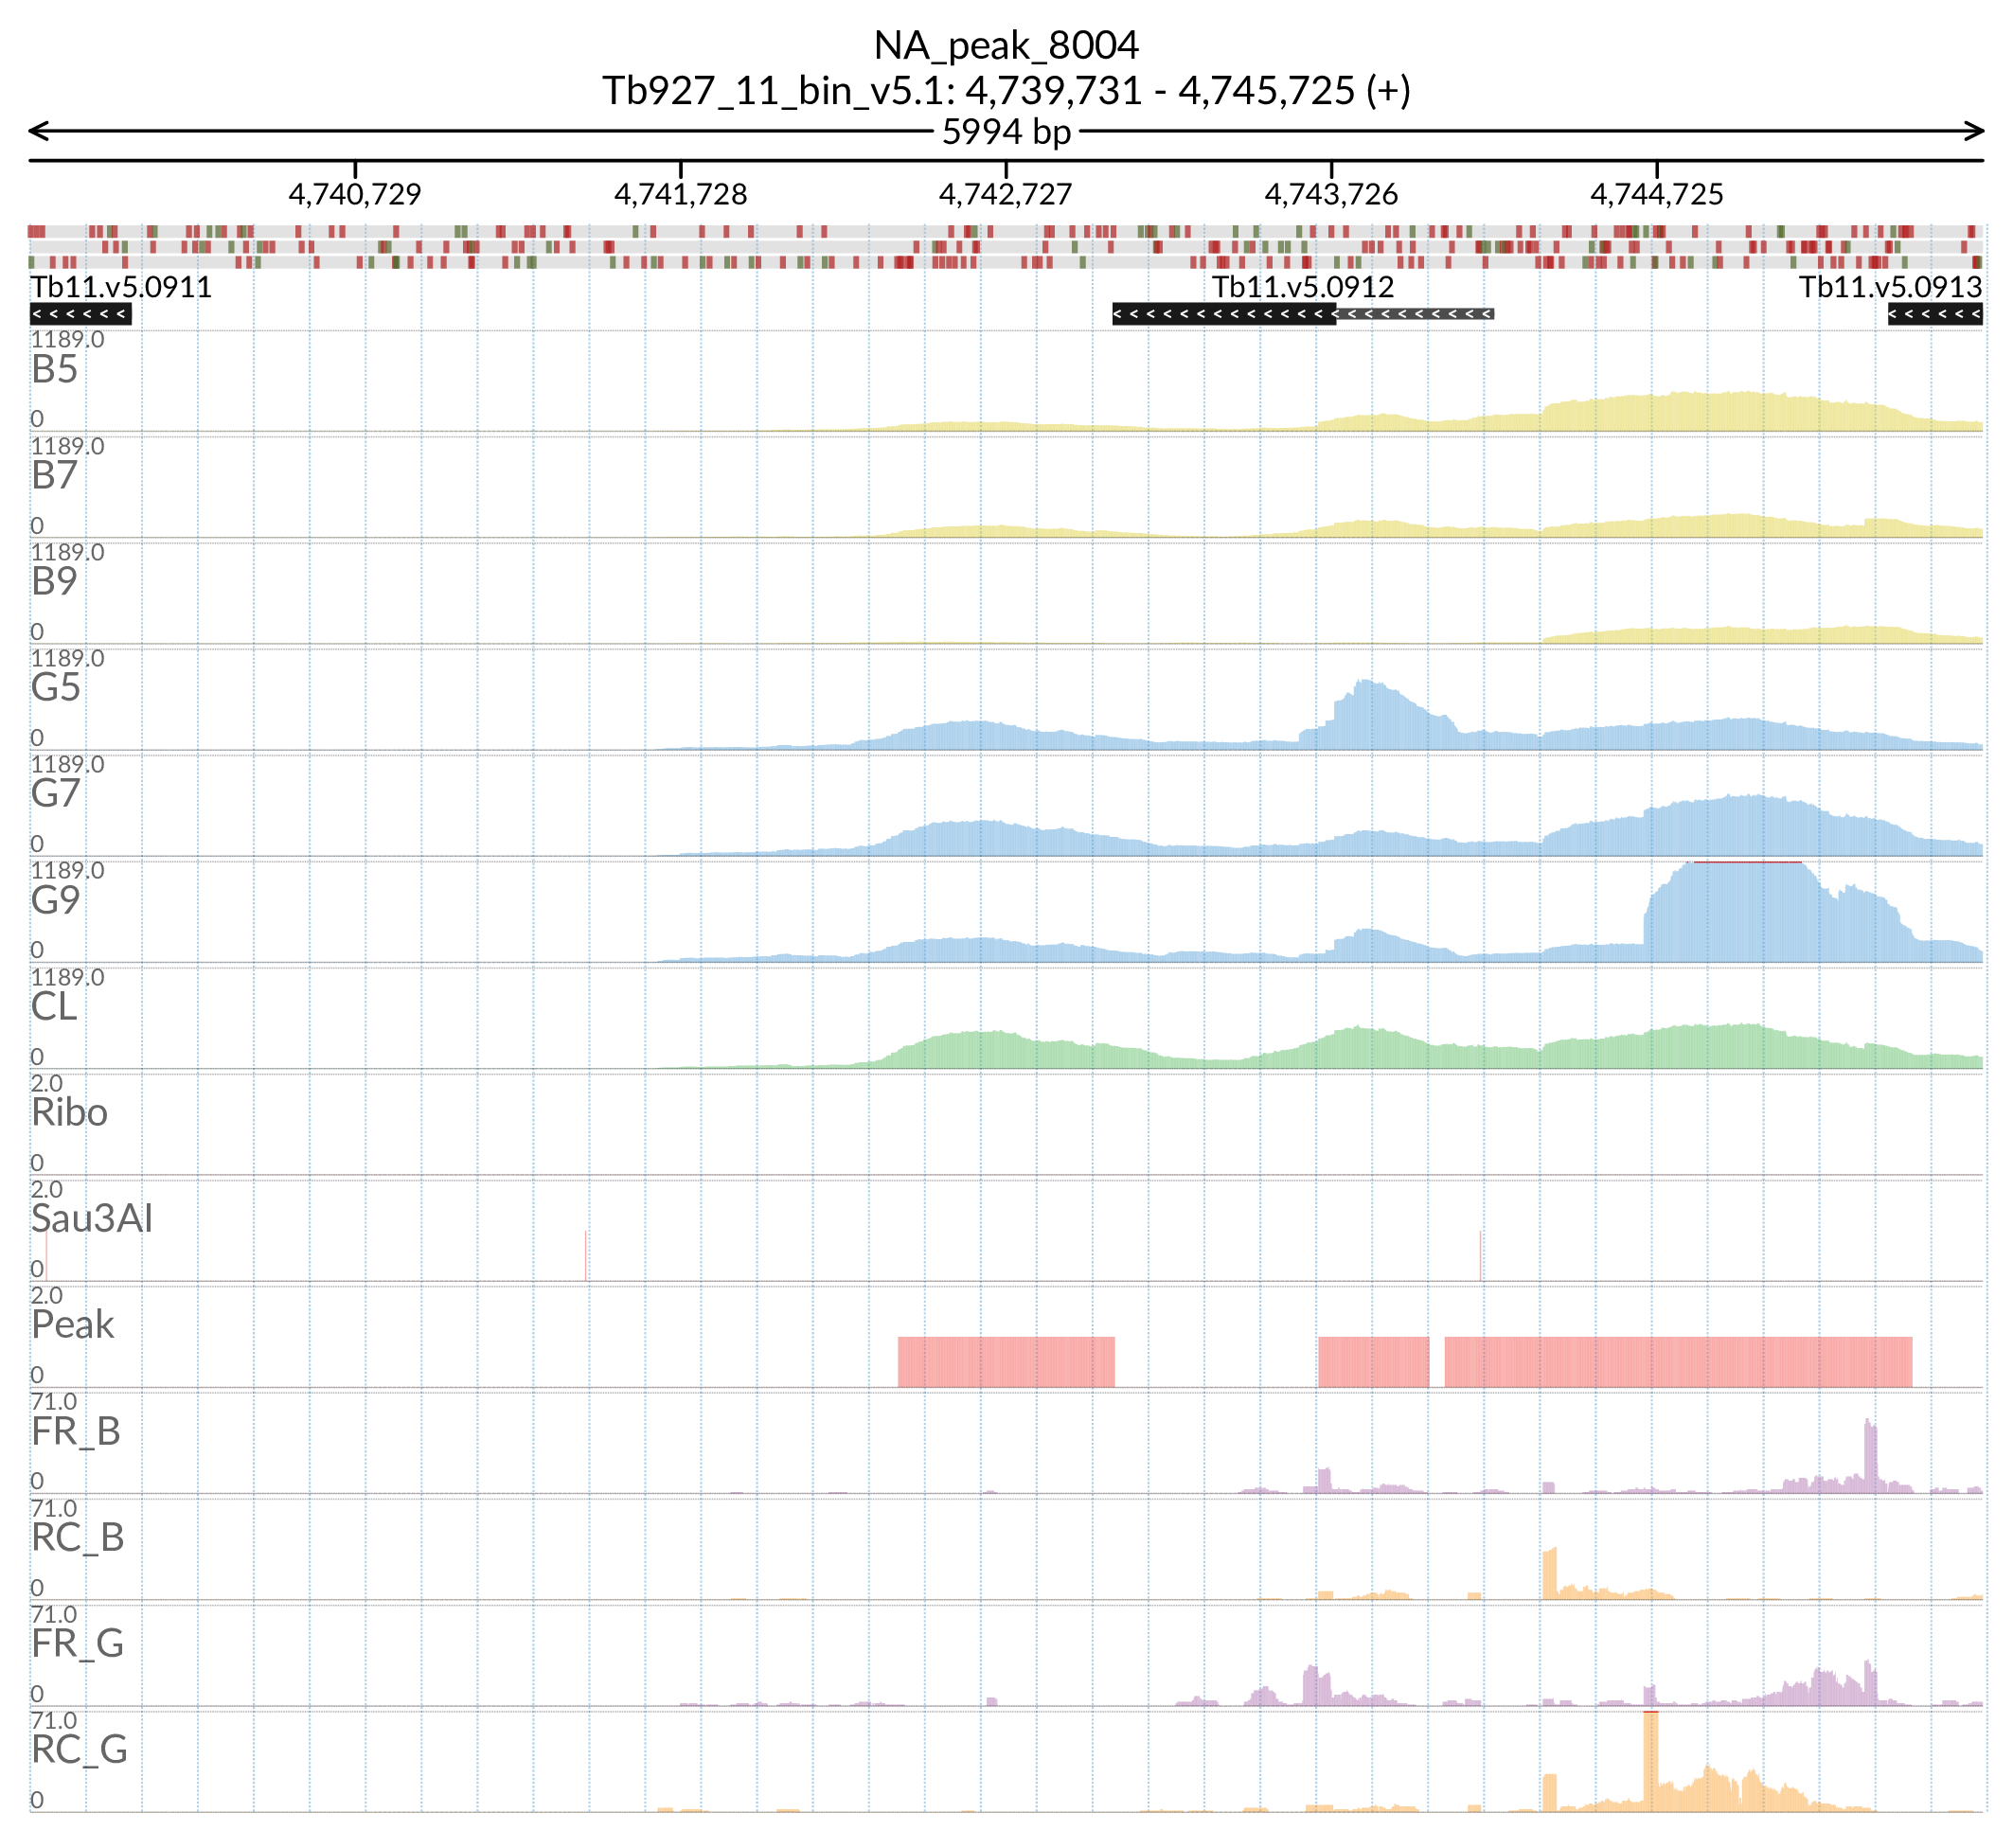 NA_peak_8004
Tb927_11_bin_v5.1: 4,739,731 - 4,745,725 (+)
5994 bp
4,740,729 4,741,728 4,742,727 4,743,726 4,744,725
Tb11.v5.0911 Tb11.v5.0912 Tb11.v5.0913
1189.0
B5
0
1189.0
B7
0
1189.0
B9
0
1189.0
G5
0
1189.0
G7
0
1189.0
G9
0
1189.0
CL
0
2.0
Ribo
0
2.0
Sau3AI
0
2.0
Peak
0
71.0
FR_B
0
71.0
RC_B
0
71.0
FR_G
0
71.0
RC_G
0